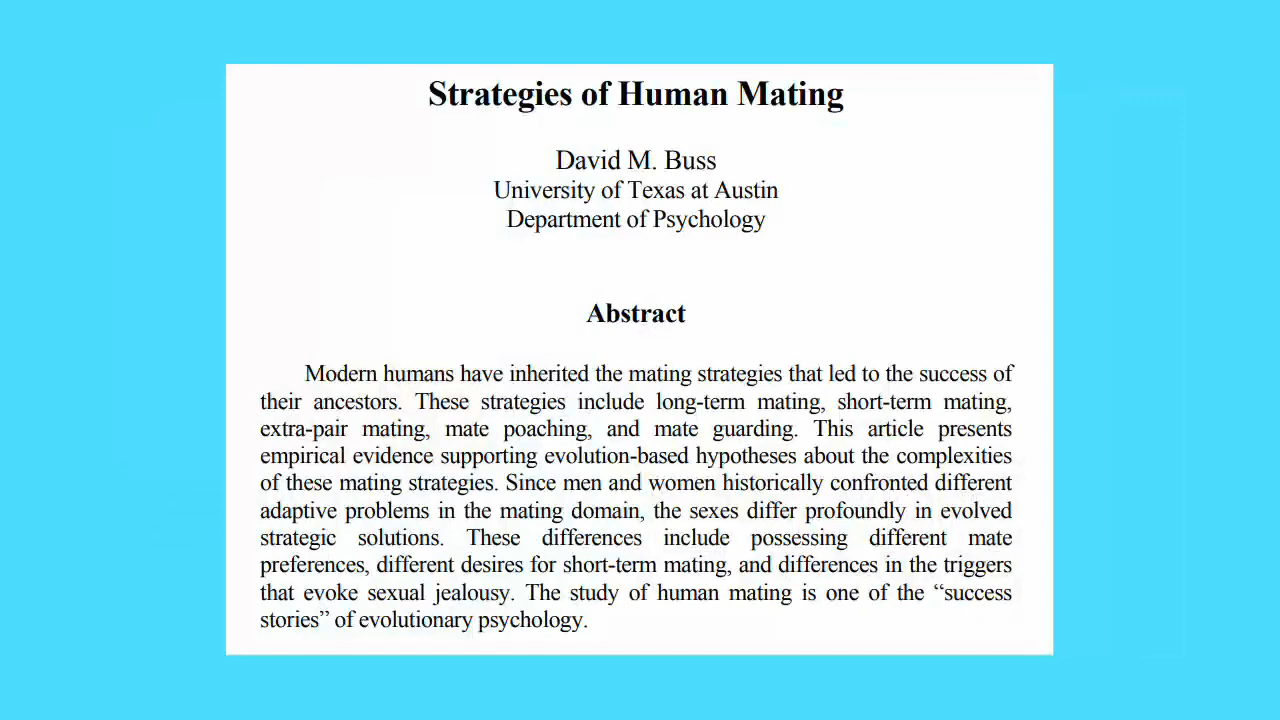 Strategies of Human Mating
David M. Buss
University of Texas at Austin
Department of Psychology
Abstract
Modern humans have inherited the mating strategies that led to the success of
their ancestors. These strategies include long-term mating, short-term mating,
extra-pair mating, mate poaching, and mate guarding. This article presents
empirical evidence supporting evolution-based hypotheses about the complexities
of these mating strategies. Since men and women historically confronted different
adaptive problems in the mating domain, the sexes differ profoundly in evolved
strategic solutions. These differences include possessing different mate
preferences, different desires for short-term mating, and differences in the triggers
that evoke sexual jealousy. The study of human mating is one of the “success
stories” of evolutionary psychology.